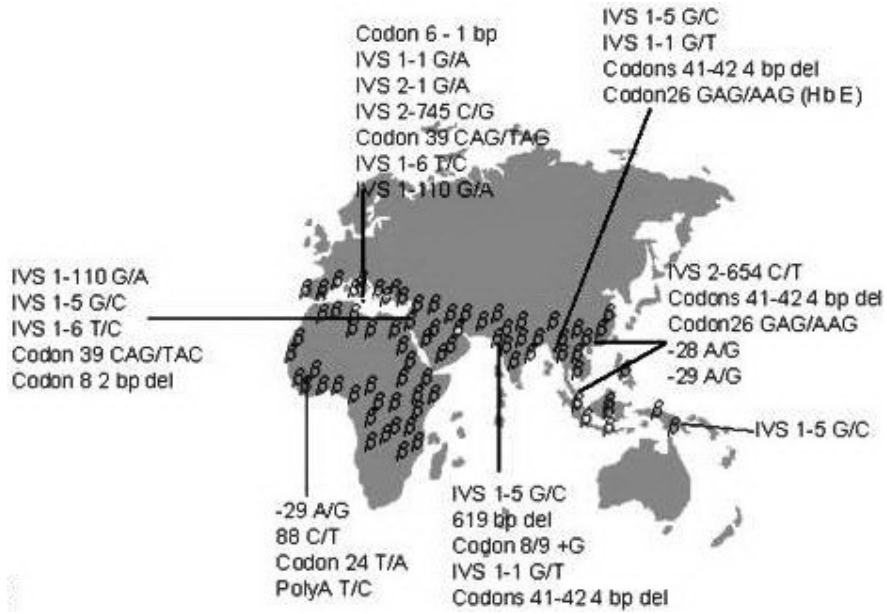 Codon 6 - 1 bp
IVS 1-1 G/A
IVS 2-1 G/A
IVS 2-745 C/G
Codon 39 CAG/TAG
IVS 1-6 T/C
IVS 1-110 G/A
IVS 1-5 G/C
IVS 1-1 G/T
Codons 41-42 4 bp del
Codon26 GAG/AAG (Hb E)
IVS 1-110 G/A
IVS 1-5 G/C
IVS 1-6 T/C
Codon 39 CAG/TAC
Codon 8 2 bp del
IVS 2-654 C/T
Codons 41-42 4 bp del
Codon26 GAG/AAG
-28 A/G
-29 A/G
IVS 1-5 G/C
-29 A/G
88 C/T
Codon 24 T/A
PolyA T/C
IVS 1-5 G/C
619 bp del
Codon 8/9 +G
IVS 1-1 G/T
Codons 41-42 4 bp del